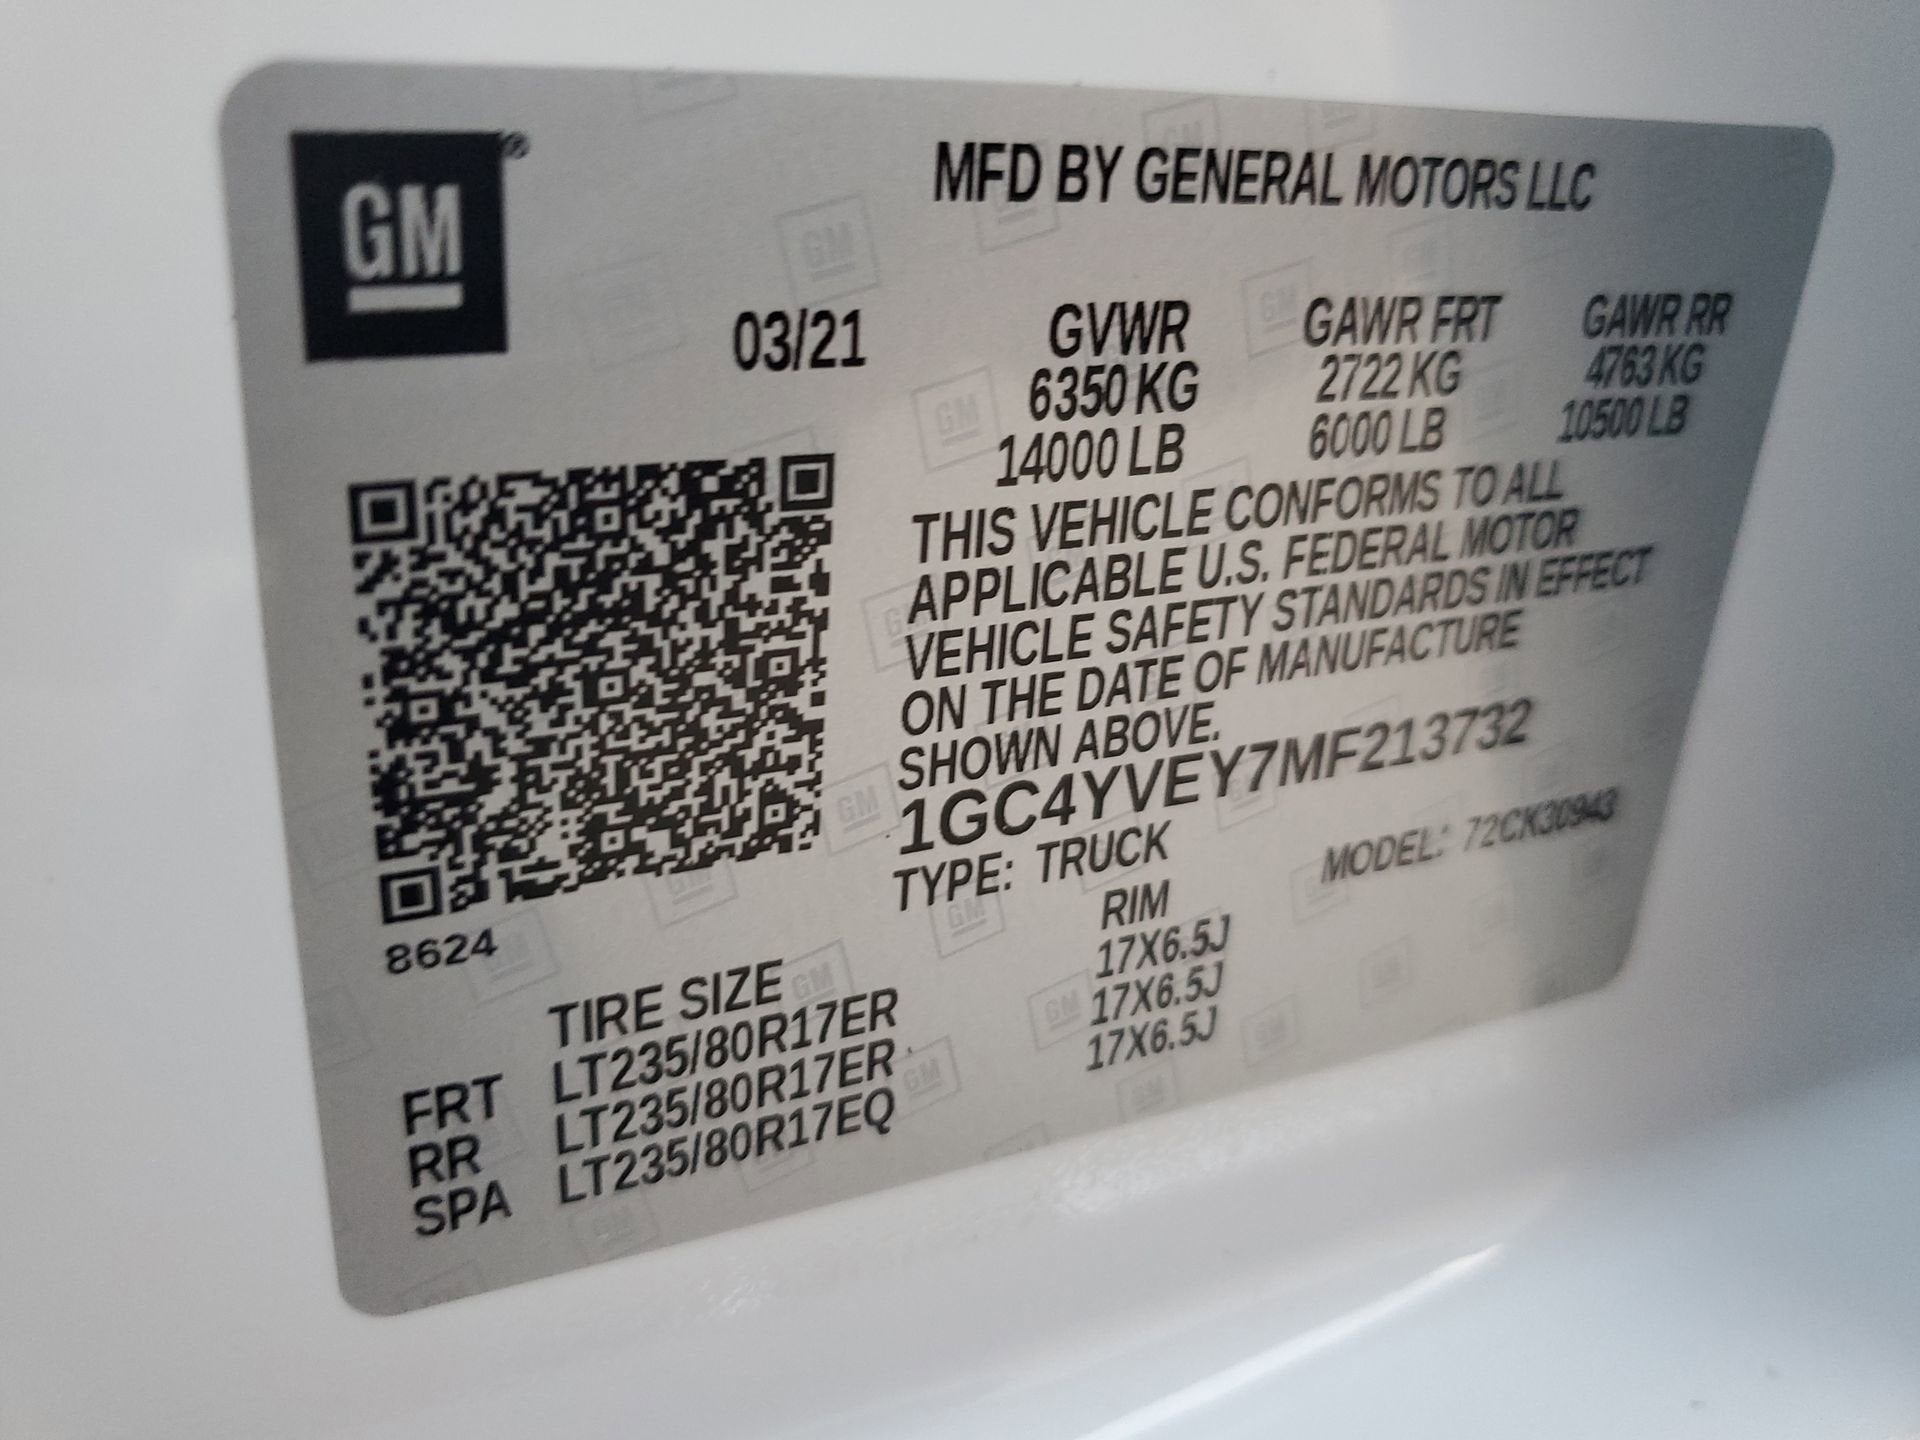 GM®
MFD BY GENERAL MOTORS LLC
03/21 GVWR GAWR FRT GAWR RR
6350 KG 2722 KG 4763 KG
14000 LB 6000 LB 10500 LB
THIS VEHICLE CONFORMS TO ALL
APPLICABLE U.S. FEDERAL MOTOR
VEHICLE SAFETY STANDARDS IN EFFECT
ON THE DATE OF MANUFACTURE
SHOWN ABOVE.
1GC4YVEY7MF213732
TYPE: TRUCK MODEL: 72CK30943
8624
TIRE SIZE RIM
FRT LT235/80R17ER 17X6.5J
RR LT235/80R17ER 17X6.5J
SPA LT235/80R17EQ 17X6.5J